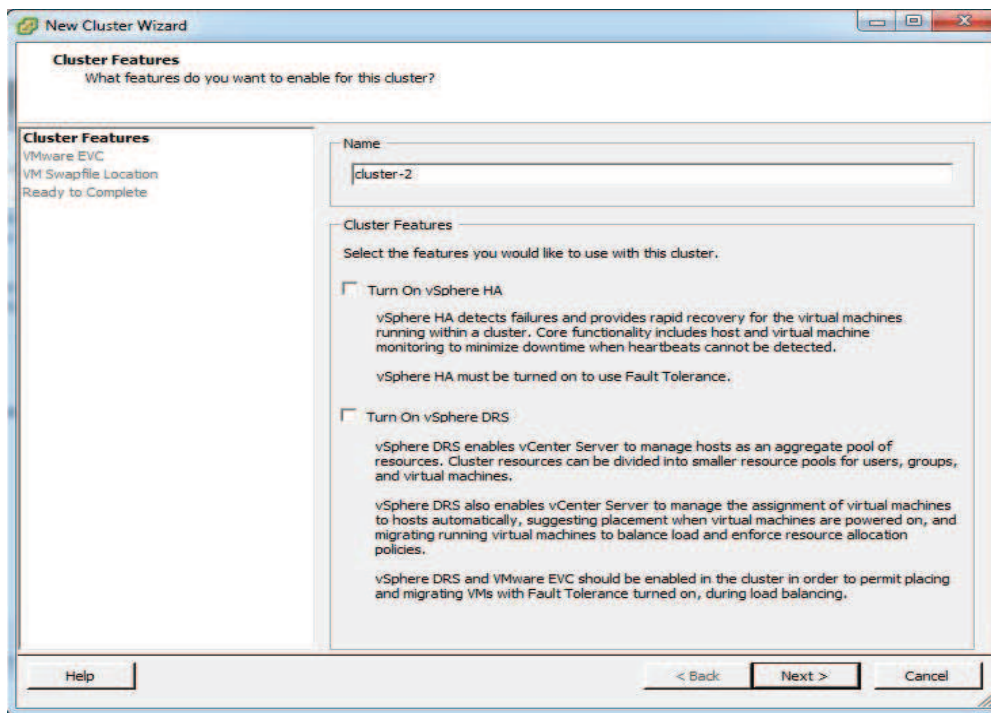 New Cluster Wizard
Cluster Features
What features do you want to enable for this cluster?
Cluster Features
VMware EVC
VM Swapfile Location
Ready to Complete
Name
cluster-2
Cluster Features
Select the features you would like to use with this cluster.
Turn On vSphere HA
vSphere HA detects failures and provides rapid recovery for the virtual machines
running within a cluster. Core functionality includes host and virtual machine
monitoring to minimize downtime when heartbeats cannot be detected.
vSphere HA must be turned on to use Fault Tolerance.
Turn On vSphere DRS
vSphere DRS enables vCenter Server to manage hosts as an aggregate pool of
resources. Cluster resources can be divided into smaller resource pools for users, groups,
and virtual machines.
vSphere DRS also enables vCenter Server to manage the assignment of virtual machines
to hosts automatically, suggesting placement when virtual machines are powered on, and
migrating running virtual machines to balance load and enforce resource allocation
policies.
vSphere DRS and VMware EVC should be enabled in the cluster in order to permit placing
and migrating VMs with Fault Tolerance turned on, during load balancing.
Help
< Back
Next >
Cancel